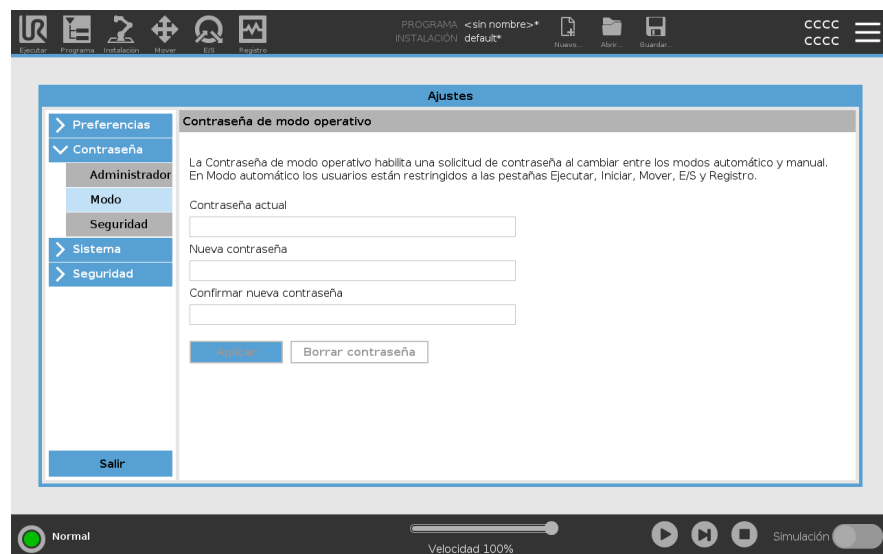 PROGRAMA <sin nombre>*
INSTALACIÓN default*
CCCC
CCCC
Ejecutar Programa Instalación Mover E/S Registro Nuevo... Abrir... Guardar...
Ajustes
Preferencias
Contraseña
Administrador
Modo
Seguridad
Sistema
Seguridad
Salir
Contraseña de modo operativo
La Contraseña de modo operativo habilita una solicitud de contraseña al cambiar entre los modos automático y manual.
En Modo automático los usuarios están restringidos a las pestañas Ejecutar, Iniciar, Mover, E/S y Registro.
Contraseña actual
Nueva contraseña
Confirmar nueva contraseña
Aplicar Borrar contraseña
Normal
Velocidad 100%
Simulación